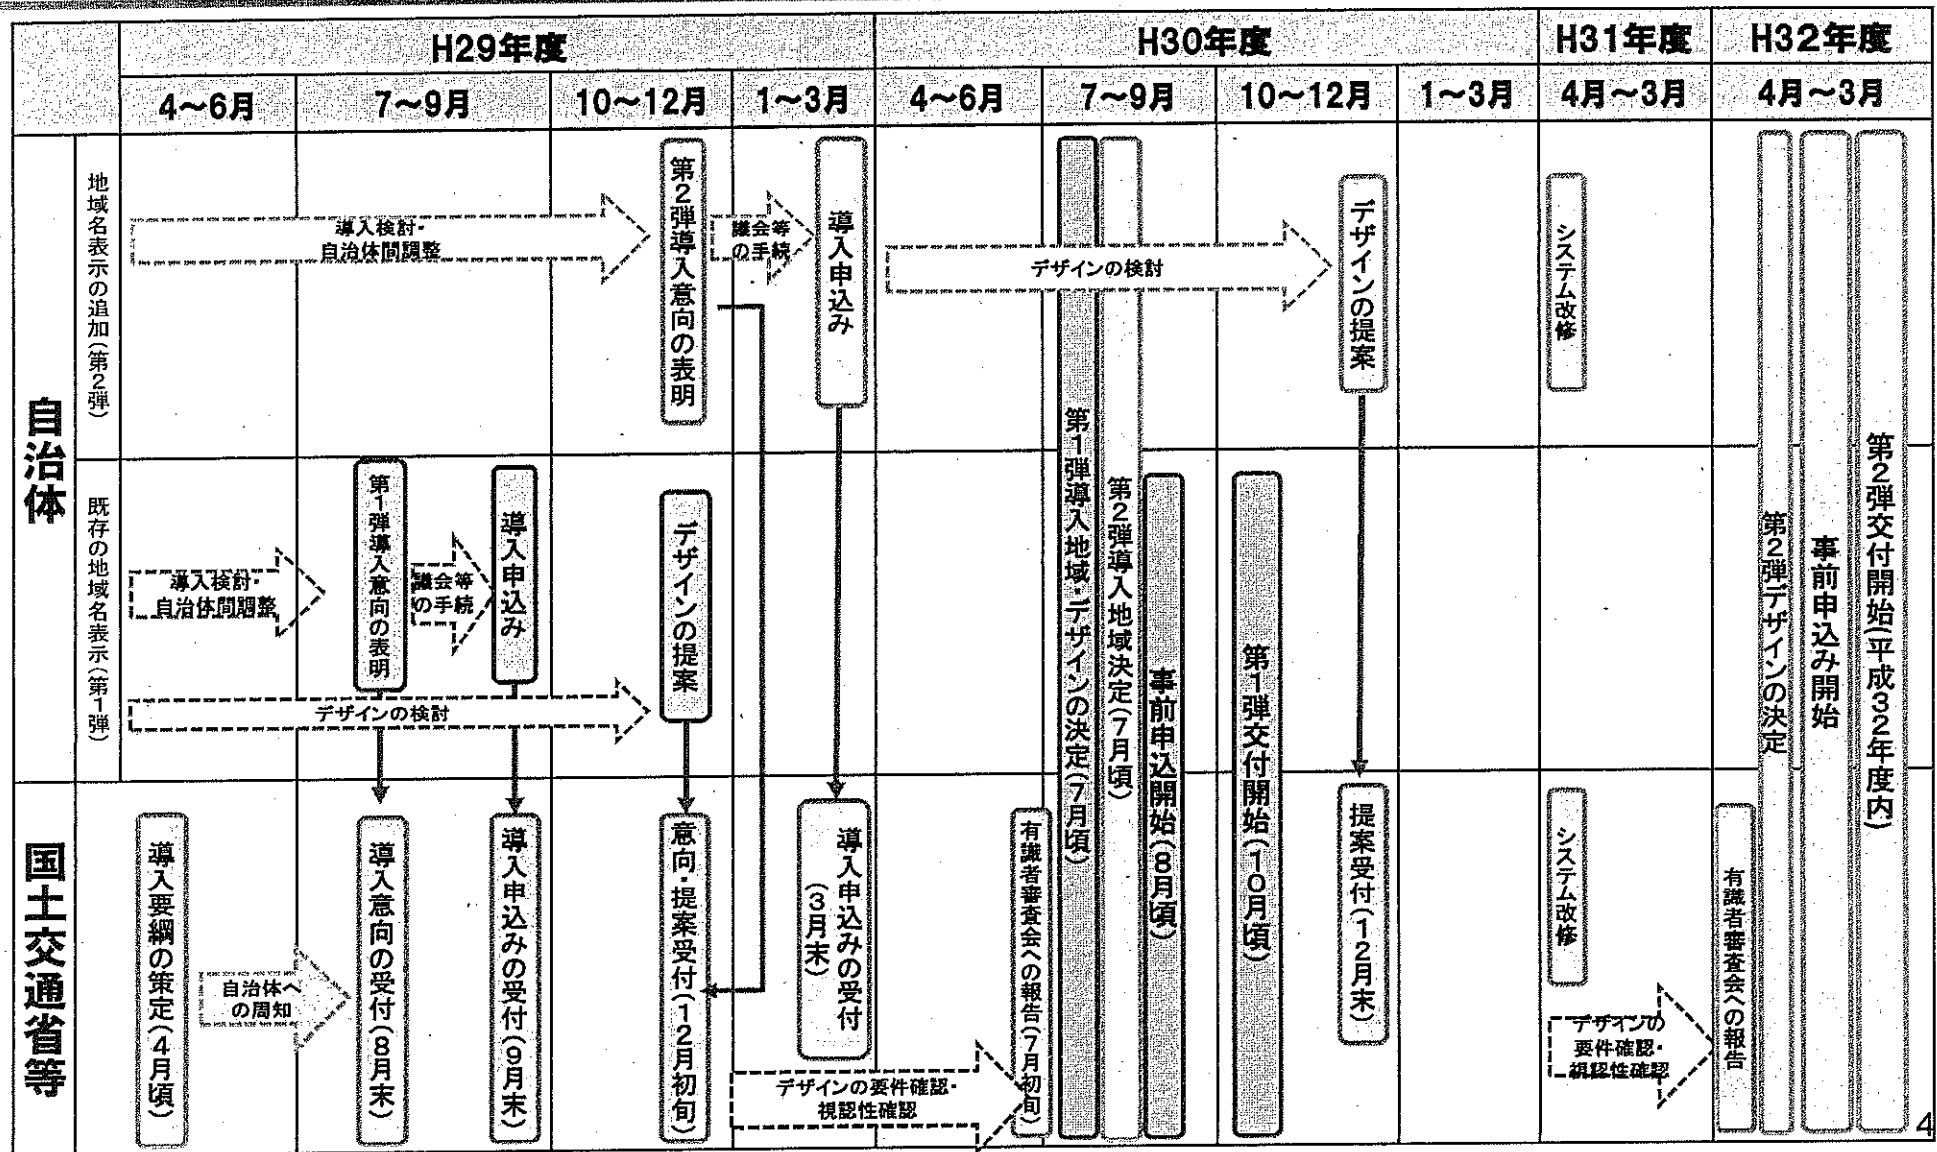 H29年度
H30年度
H31年度
H32年度
4～6月
7～9月
10～12月
1～3月
4～6月
7～9月
10～12月
1～3月
4月～3月
4月～3月
自治体
地域名表示の追加（第2弾）
導入検討・
自治体間調整
第2弾導入意向の表明
議会等
の手続
導入申込み
デザインの検討
デザインの提案
システム改修
既存の地域名表示（第1弾）
導入検討・
自治体間調整
第1弾導入意向の表明
議会等
の手続
導入申込み
デザインの検討
デザインの提案
第1弾導入地域・デザインの決定（7月頃）
第2弾導入地域決定（7月頃）
事前申込開始（8月頃）
第1弾交付開始（10月頃）
第2弾デザインの決定
事前申込み開始
第2弾交付開始（平成32年度内）
国土交通省等
導入要綱の策定（4月頃）
自治体へ
の周知
導入意向の受付（8月末）
導入申込みの受付（9月末）
意向・提案受付（12月初旬）
導入申込みの受付
（3月末）
デザインの要件確認・
視認性確認
有識者審査会への報告（7月初旬）
提案受付（12月末）
システム改修
デザインの
要件確認・
視認性確認
有識者審査会への報告
4